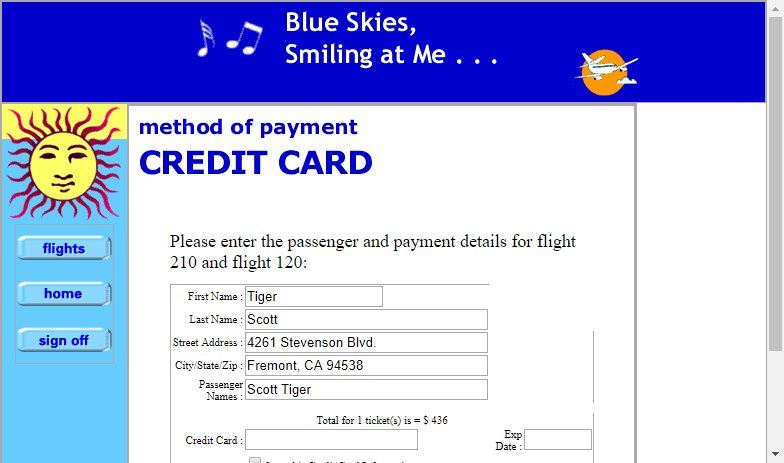 Blue Skies,
Smiling at Me . . .
method of payment
CREDIT CARD
flights
home
sign off
Please enter the passenger and payment details for flight
210 and flight 120:
First Name : Tiger
Last Name : Scott
Street Address : 4261 Stevenson Blvd.
City/State/Zip : Fremont, CA 94538
Passenger
Names : Scott Tiger
Total for 1 ticket(s) is = $ 436
Credit Card :
Exp
Date :